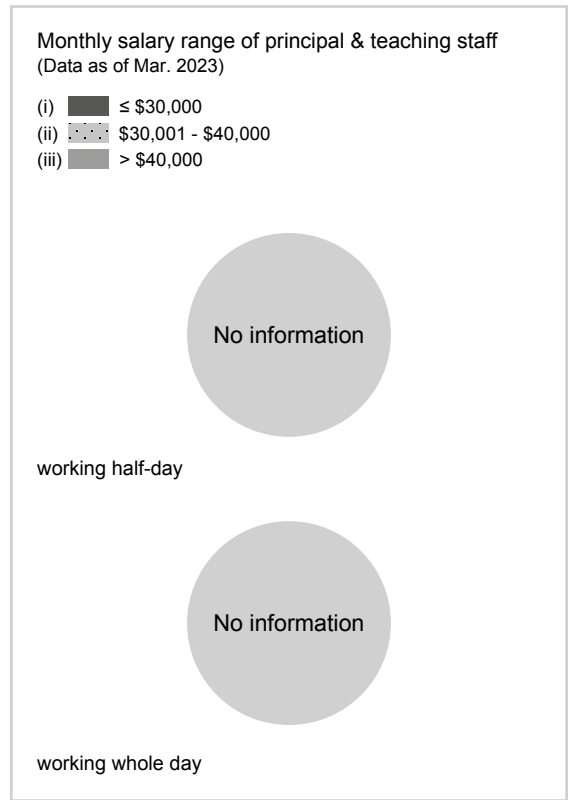 Monthly salary range of principal & teaching staff
(Data as of Mar. 2023)
(i) ≤ $30,000
(ii) $30,001 - $40,000
(iii) > $40,000
No information
working half-day
No information
working whole day